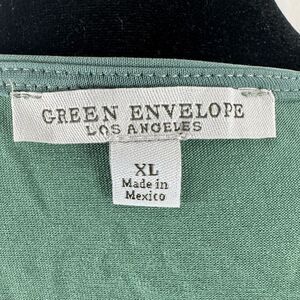 GREEN ENVELOPE
LOS ANGELES
XL
Made in
Mexico